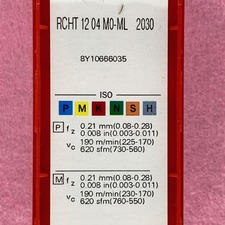 RCHT 12 04 M0-ML 2030
8Y10666035
ISO
P M K N S H
P fz 0.21 mm(0.08-0.28)
0.008 in(0.003-0.011)
vc 190 m/min(225-170)
620 sfm(730-560)
M fz 0.21 mm(0.08-0.28)
0.008 in(0.003-0.011)
vc 190 m/min(230-170)
620 sfm(760-550)